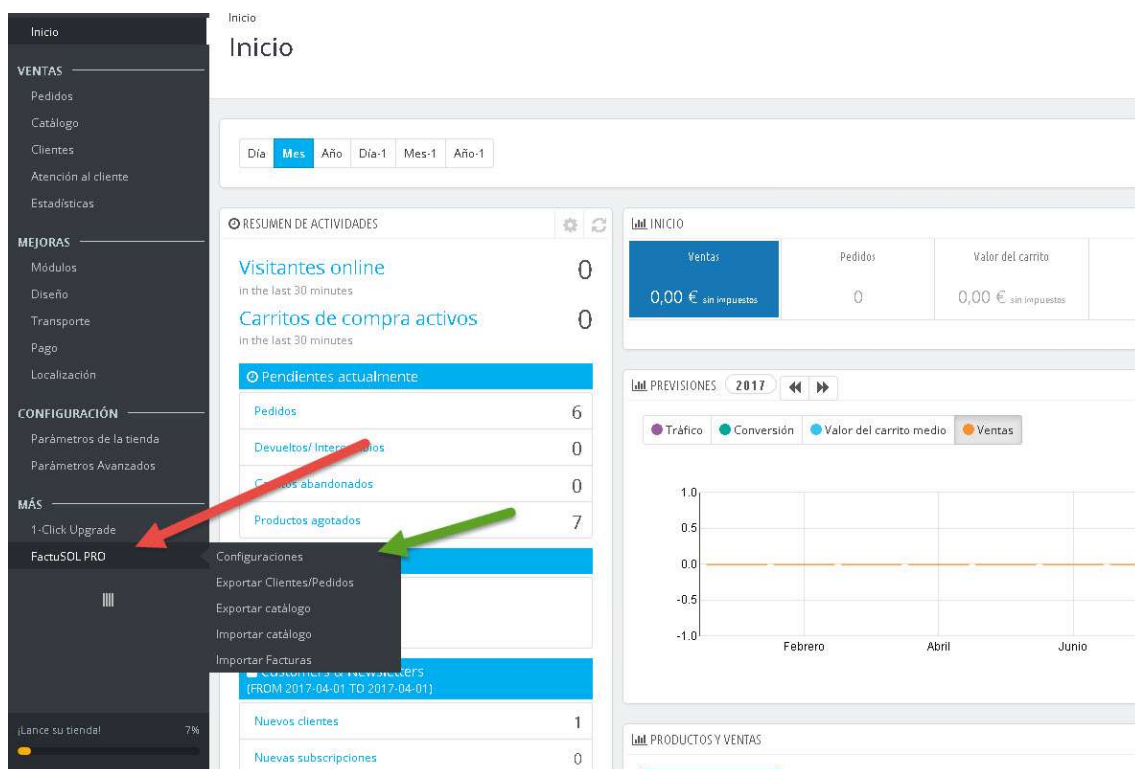 Inicio
VENTAS
Pedidos
Catálogo
Clientes
Atención al cliente
Estadísticas
MEJORAS
Módulos
Diseño
Transporte
Pago
Localización
CONFIGURACIÓN
Parámetros de la tienda
Parámetros Avanzados
MÁS
1-Click Upgrade
FactuSOL PRO
Configuraciones
Exportar Clientes/Pedidos
Exportar catálogo
Importar catálogo
Importar Facturas
¡Lance su tienda! 7%
Inicio
Inicio
Día Mes Año Día-1 Mes-1 Año-1
RESUMEN DE ACTIVIDADES
Visitantes online 0
in the last 30 minutes
Carritos de compra activos 0
in the last 30 minutes
Pendientes actualmente
Pedidos 6
Devueltos/ 0
abandonados 0
Productos agotados 7
Customers & Newsletters
(FROM 2017-04-01 TO 2017-04-01)
Nuevos clientes 1
Nuevas subscripciones 0
INICIO
Ventas Pedidos Valor del carrito
0,00 € sin impuestos 0 0,00 € sin impuestos
PREVISIONES 2017
Tráfico Conversión Valor del carrito medio Ventas
1.0
0.5
0.0
-0.5
-1.0
Febrero Abril Junio
PRODUCTOS Y VENTAS